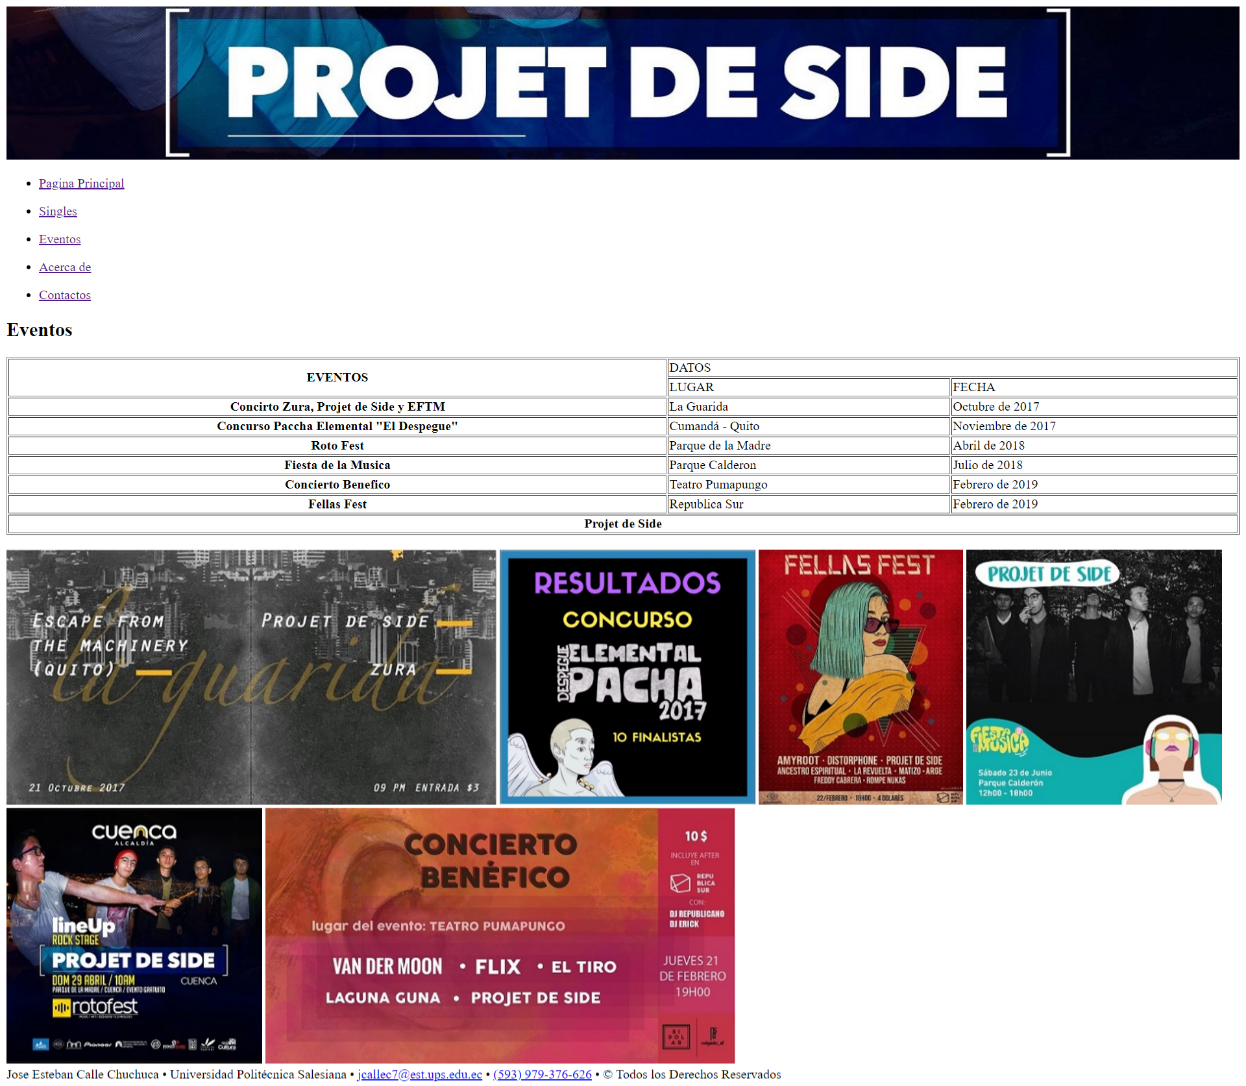 PROJET DE SIDE
Pagina Principal
Singles
Eventos
Acerca de
Contactos
Eventos
EVENTOS
DATOS
LUGAR
FECHA
Concirto Zura, Projet de Side y EFTM
La Guarida
Octubre de 2017
Concurso Paccha Elemental "El Despegue"
Cumandá - Quito
Noviembre de 2017
Roto Fest
Parque de la Madre
Abril de 2018
Fiesta de la Musica
Parque Calderon
Julio de 2018
Concierto Benefico
Teatro Pumapungo
Febrero de 2019
Fellas Fest
Republica Sur
Febrero de 2019
Projet de Side
ESCAPE FROM
THE MACHINERY
(QUITO)
PROJET DE SIDE
ZURA
la guarida
21 OCTUBRE 2017
09 PM ENTRADA $3
RESULTADOS
CONCURSO
DESPEGUE
ELEMENTAL
PACHA
2017
10 FINALISTAS
FELLAS FEST
AMYROOT · DISTORPHONE · PROJET DE SIDE
ANCESTRO ESPIRITUAL · LA REVUELTA · MATIZO · ARGE
FREDDY CABRERA · ROMPE NUKAS
22/FEBRERO · 18H00 · 4 DOLARES
PROJET DE SIDE
FIESTA
MUSICA
Sábado 23 de Junio
Parque Calderón
12h00 - 18h00
CUENCA
ALCALDÍA
lineUp
ROCK STAGE
PROJET DE SIDE
DOM 29 ABRIL / 10AM
PARQUE DE LA MADRE / CUENCA / EVENTO GRATUITO
CUENCA
rotofest
Pioneer
CONCIERTO
BENÉFICO
lugar del evento: TEATRO PUMAPUNGO
VAN DER MOON • FLIX • EL TIRO
LAGUNA GUNA • PROJET DE SIDE
10 $
INCLUYE AFTER
EN
REPU
BLICA
SUR
CON:
DJ REPUBLICANO
DJ ERICK
JUEVES 21
DE FEBRERO
19H00
BI
POL
AR
Jose Esteban Calle Chuchuca • Universidad Politécnica Salesiana • jcallec7@est.ups.edu.ec • (593) 979-376-626 • © Todos los Derechos Reservados